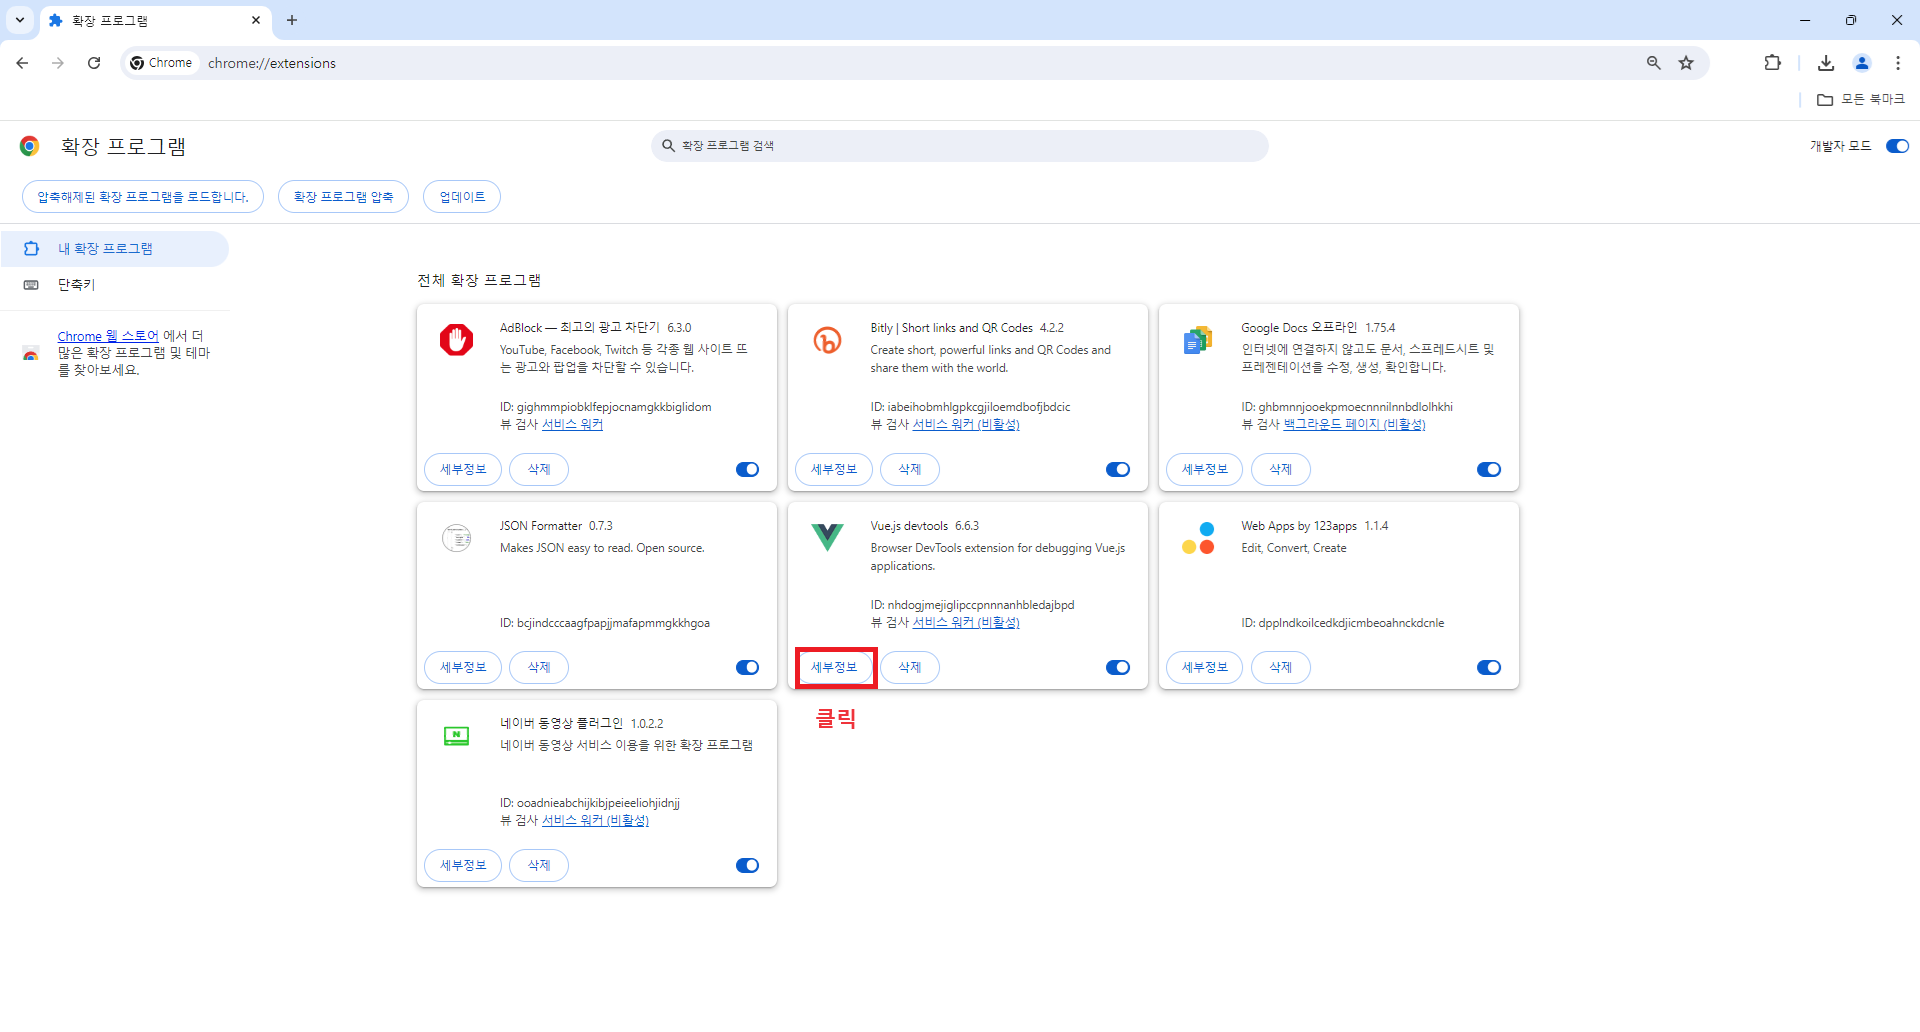 확장 프로그램
Chrome chrome://extensions
모든 북마크
확장 프로그램
확장 프로그램 검색
개발자 모드
압축해제된 확장 프로그램을 로드합니다.
확장 프로그램 압축
업데이트
내 확장 프로그램
단축키
Chrome 웹 스토어 에서 더
많은 확장 프로그램 및 테마
를 찾아보세요.
전체 확장 프로그램
AdBlock — 최고의 광고 차단기 6.3.0
YouTube, Facebook, Twitch 등 각종 웹 사이트 또
는 광고와 팝업을 차단할 수 있습니다.
ID: gighmmpiobklfepjocnamgkkbiglidom
뷰 검사 서비스 워커
세부정보 삭제
Bitly | Short links and QR Codes 4.2.2
Create short, powerful links and QR Codes and
share them with the world.
ID: iabeihobmhlgpkcgjiloemdbofjbdcic
뷰 검사 서비스 워커 (비활성)
세부정보 삭제
Google Docs 오프라인 1.75.4
인터넷에 연결하지 않고도 문서, 스프레드시트 및
프레젠테이션을 수정, 생성, 확인합니다.
ID: ghbmnnjooekpmoecnnnilnnbdlolhkhi
뷰 검사 백그라운드 페이지 (비활성)
세부정보 삭제
JSON Formatter 0.7.3
Makes JSON easy to read. Open source.
ID: bcjindcccaagfpapjjmafapmmgkkhgoa
세부정보 삭제
Vue.js devtools 6.6.3
Browser DevTools extension for debugging Vue.js
applications.
ID: nhdogjmejiglipccpnnnanhbledajbpd
뷰 검사 서비스 워커 (비활성)
세부정보 삭제
클릭
Web Apps by 123apps 1.1.4
Edit, Convert, Create
ID: dpplndkoilcedkdjicmbeoahnckdcnle
세부정보 삭제
네이버 동영상 플러그인 1.0.2.2
네이버 동영상 서비스 이용을 위한 확장 프로그램
ID: ooadnieabchijkibjpeieeliohjidnjj
뷰 검사 서비스 워커 (비활성)
세부정보 삭제